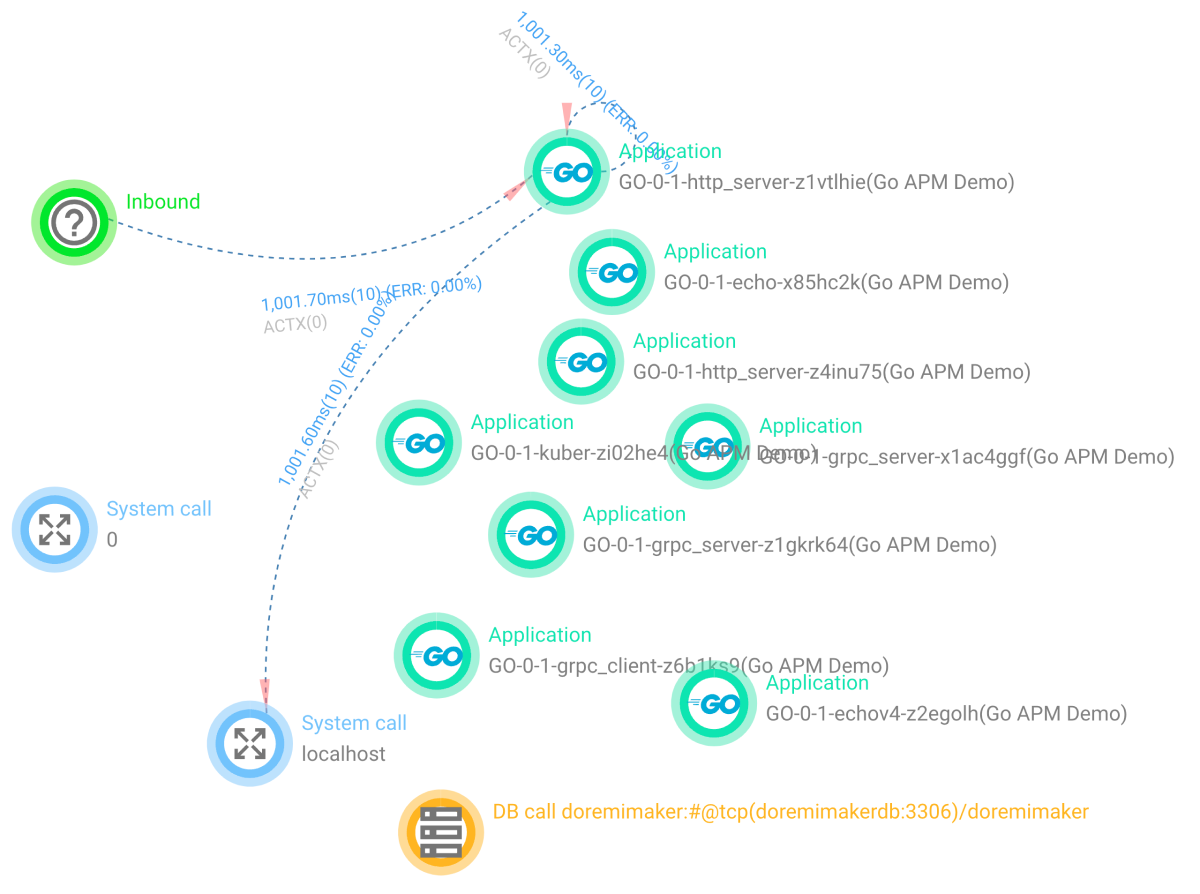 1,001.30ms(10) (ERR: 0.00%)
ACTX(0)
Application
GO
GO-0-1-http_server-z1vtlhie(Go APM Demo)
Inbound
?
Application
GO
GO-0-1-echo-x85hc2k(Go APM Demo)
1,001.70ms(10) (ERR: 0.00%)
ACTX(0)
Application
GO
GO-0-1-http_server-z4inu75(Go APM Demo)
1,001.60ms(10) (ERR: 0.00%)
ACTX(0)
Application
GO
GO-0-1-kuber-zi02he4(Go APM Demo)
Application
GO
GO-0-1-grpc_server-x1ac4ggf(Go APM Demo)
System call
0
Application
GO
GO-0-1-grpc_server-z1gkrk64(Go APM Demo)
Application
GO
GO-0-1-grpc_client-z6b1ks9(Go APM Demo)
Application
GO
GO-0-1-echov4-z2egolh(Go APM Demo)
System call
localhost
DB call doremimaker:#@tcp(doremimakerdb:3306)/doremimaker